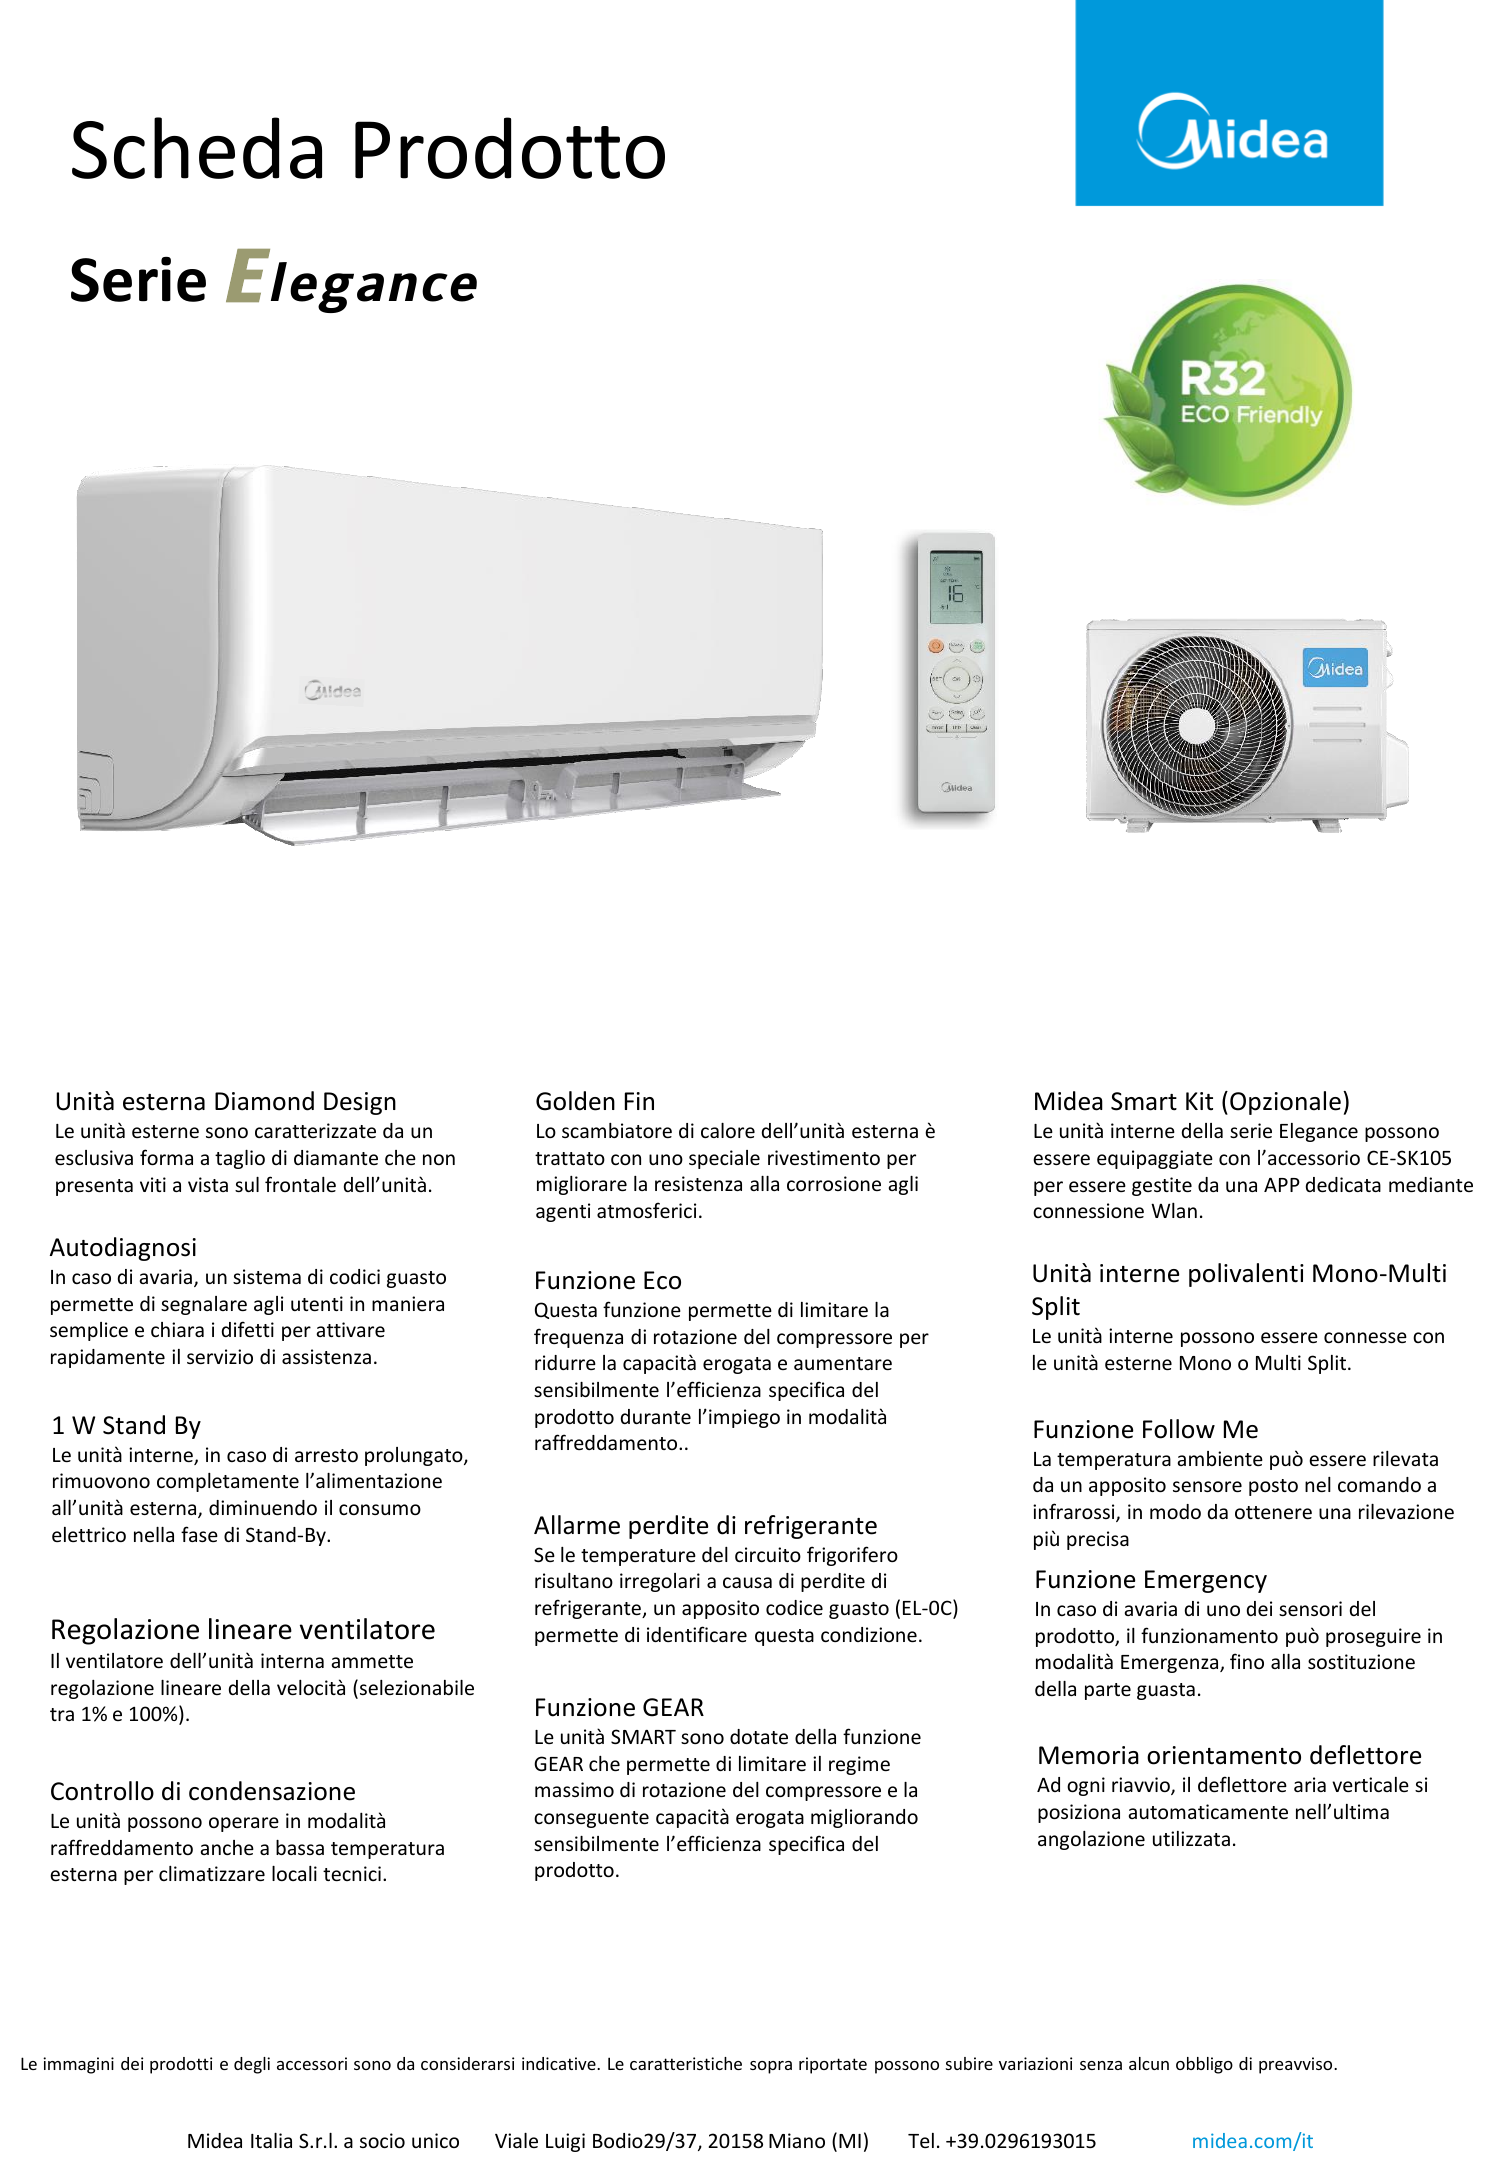 Scheda Prodotto
Midea
Serie Elegance
R32
ECO Friendly
Midea
16
Midea
Midea
Unità esterna Diamond Design
Le unità esterne sono caratterizzate da un
esclusiva forma a taglio di diamante che non
presenta viti a vista sul frontale dell’unità.
Autodiagnosi
In caso di avaria, un sistema di codici guasto
permette di segnalare agli utenti in maniera
semplice e chiara i difetti per attivare
rapidamente il servizio di assistenza.
1 W Stand By
Le unità interne, in caso di arresto prolungato,
rimuovono completamente l’alimentazione
all’unità esterna, diminuendo il consumo
elettrico nella fase di Stand-By.
Regolazione lineare ventilatore
Il ventilatore dell’unità interna ammette
regolazione lineare della velocità (selezionabile
tra 1% e 100%).
Controllo di condensazione
Le unità possono operare in modalità
raffreddamento anche a bassa temperatura
esterna per climatizzare locali tecnici.
Golden Fin
Lo scambiatore di calore dell’unità esterna è
trattato con uno speciale rivestimento per
migliorare la resistenza alla corrosione agli
agenti atmosferici.
Funzione Eco
Questa funzione permette di limitare la
frequenza di rotazione del compressore per
ridurre la capacità erogata e aumentare
sensibilmente l’efficienza specifica del
prodotto durante l’impiego in modalità
raffreddamento..
Allarme perdite di refrigerante
Se le temperature del circuito frigorifero
risultano irregolari a causa di perdite di
refrigerante, un apposito codice guasto (EL-0C)
permette di identificare questa condizione.
Funzione GEAR
Le unità SMART sono dotate della funzione
GEAR che permette di limitare il regime
massimo di rotazione del compressore e la
conseguente capacità erogata migliorando
sensibilmente l’efficienza specifica del
prodotto.
Midea Smart Kit (Opzionale)
Le unità interne della serie Elegance possono
essere equipaggiate con l’accessorio CE-SK105
per essere gestite da una APP dedicata mediante
connessione Wlan.
Unità interne polivalenti Mono-Multi
Split
Le unità interne possono essere connesse con
le unità esterne Mono o Multi Split.
Funzione Follow Me
La temperatura ambiente può essere rilevata
da un apposito sensore posto nel comando a
infrarossi, in modo da ottenere una rilevazione
più precisa
Funzione Emergency
In caso di avaria di uno dei sensori del
prodotto, il funzionamento può proseguire in
modalità Emergenza, fino alla sostituzione
della parte guasta.
Memoria orientamento deflettore
Ad ogni riavvio, il deflettore aria verticale si
posiziona automaticamente nell’ultima
angolazione utilizzata.
Le immagini dei prodotti e degli accessori sono da considerarsi indicative. Le caratteristiche sopra riportate possono subire variazioni senza alcun obbligo di preavviso.
Midea Italia S.r.l. a socio unico Viale Luigi Bodio29/37, 20158 Miano (MI) Tel. +39.0296193015 midea.com/it